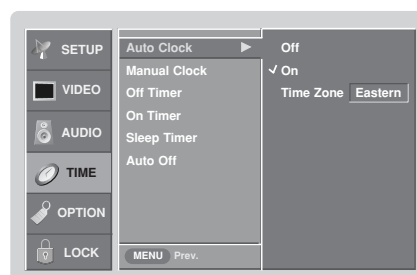 SETUP
VIDEO
AUDIO
TIME
OPTION
LOCK
Auto Clock
Manual Clock
Off Timer
On Timer
Sleep Timer
Auto Off
MENU Prev.
Off
On
Time Zone Eastern